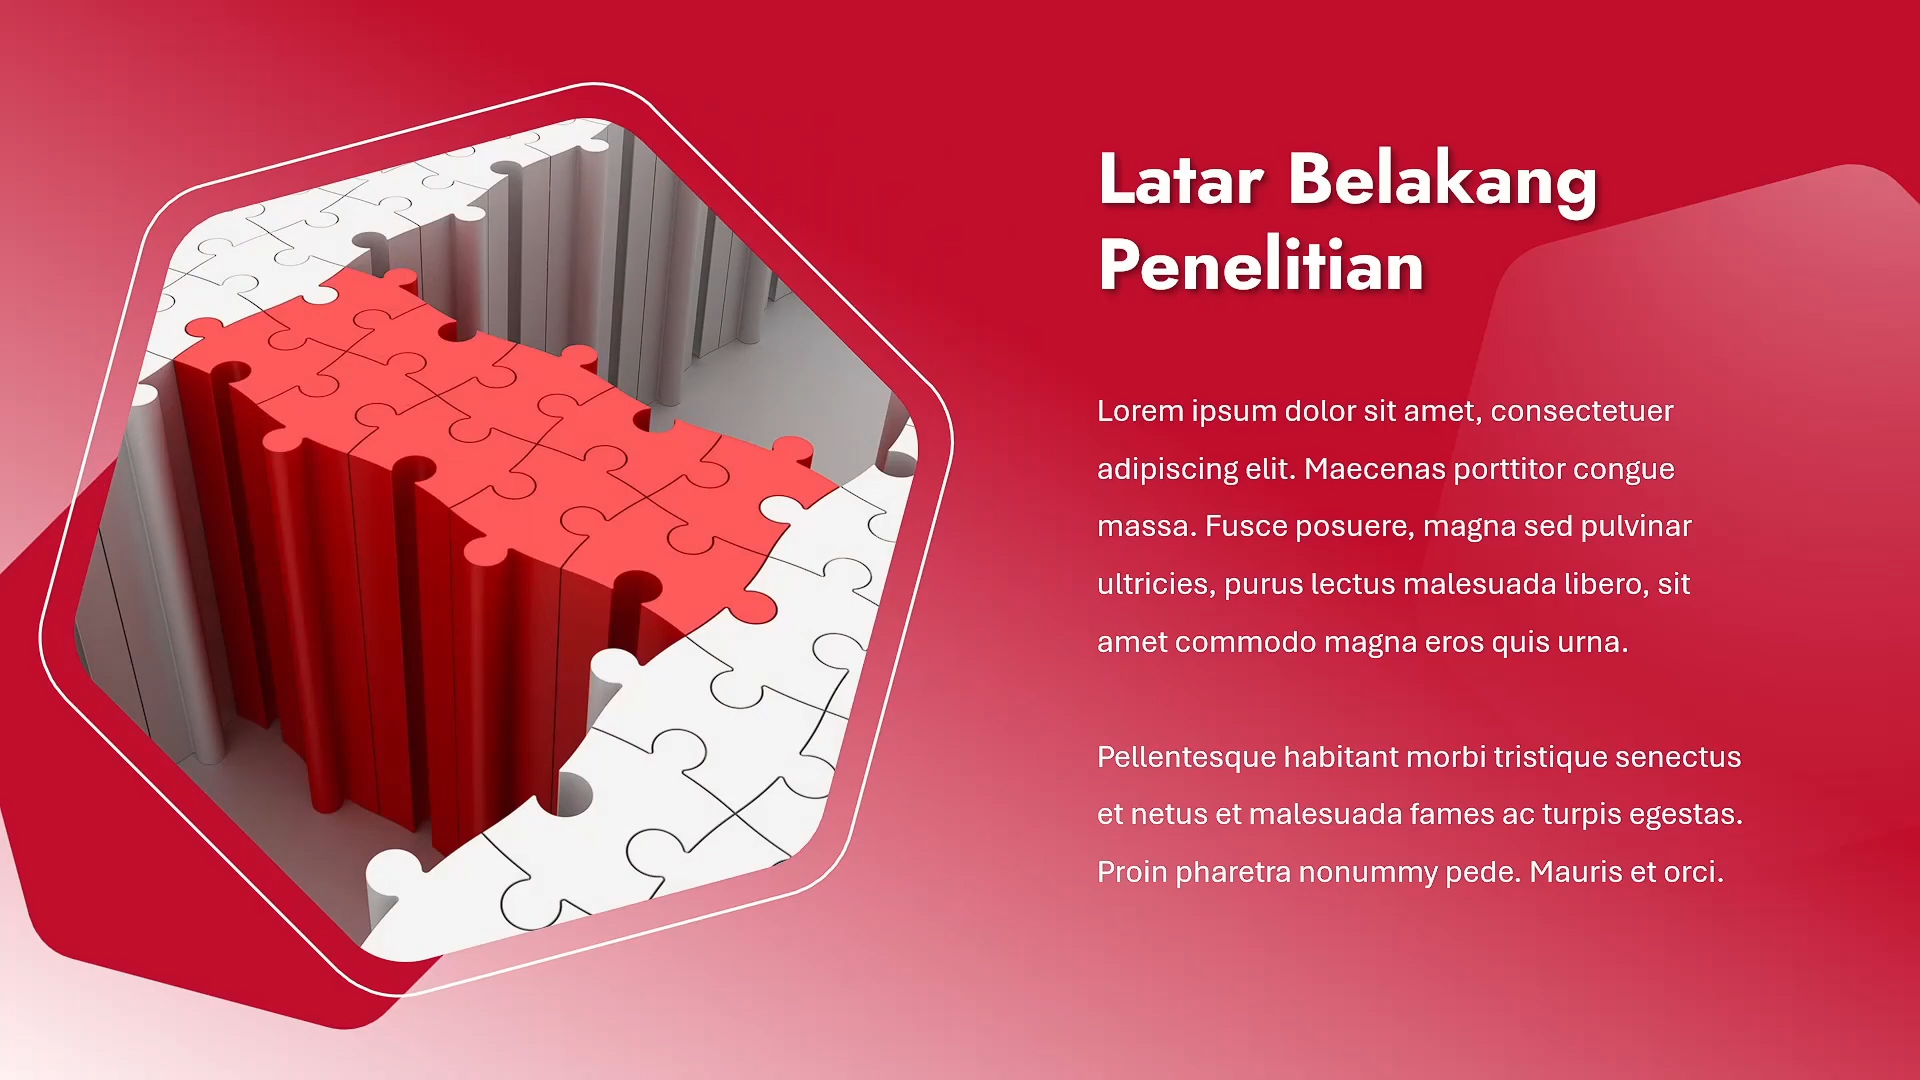 Latar Belakang
Penelitian
Lorem ipsum dolor sit amet, consectetuer
adipiscing elit. Maecenas porttitor congue
massa. Fusce posuere, magna sed pulvinar
ultricies, purus lectus malesuada libero, sit
amet commodo magna eros quis urna.
Pellentesque habitant morbi tristique senectus
et netus et malesuada fames ac turpis egestas.
Proin pharetra nonummy pede. Mauris et orci.